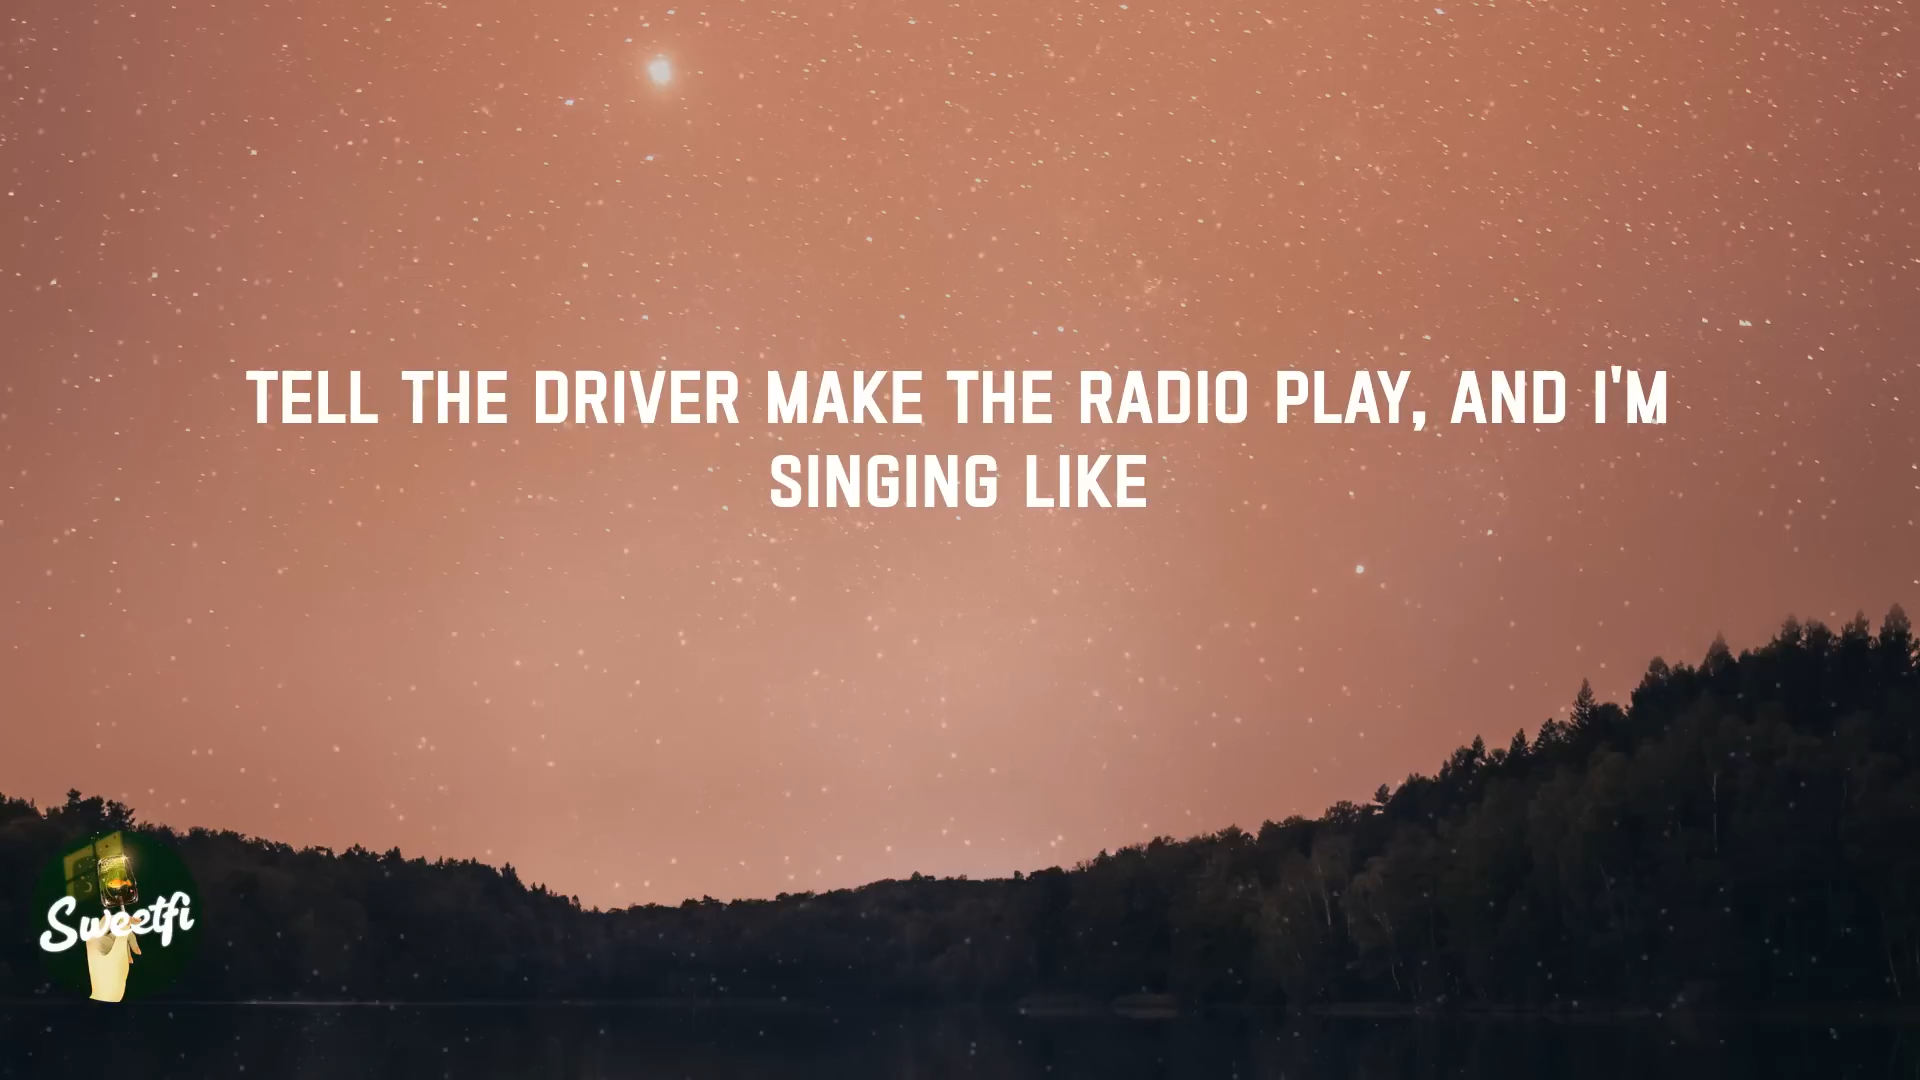 TELL THE DRIVER MAKE THE RADIO PLAY, AND I'M
SINGING LIKE
Sweetfi